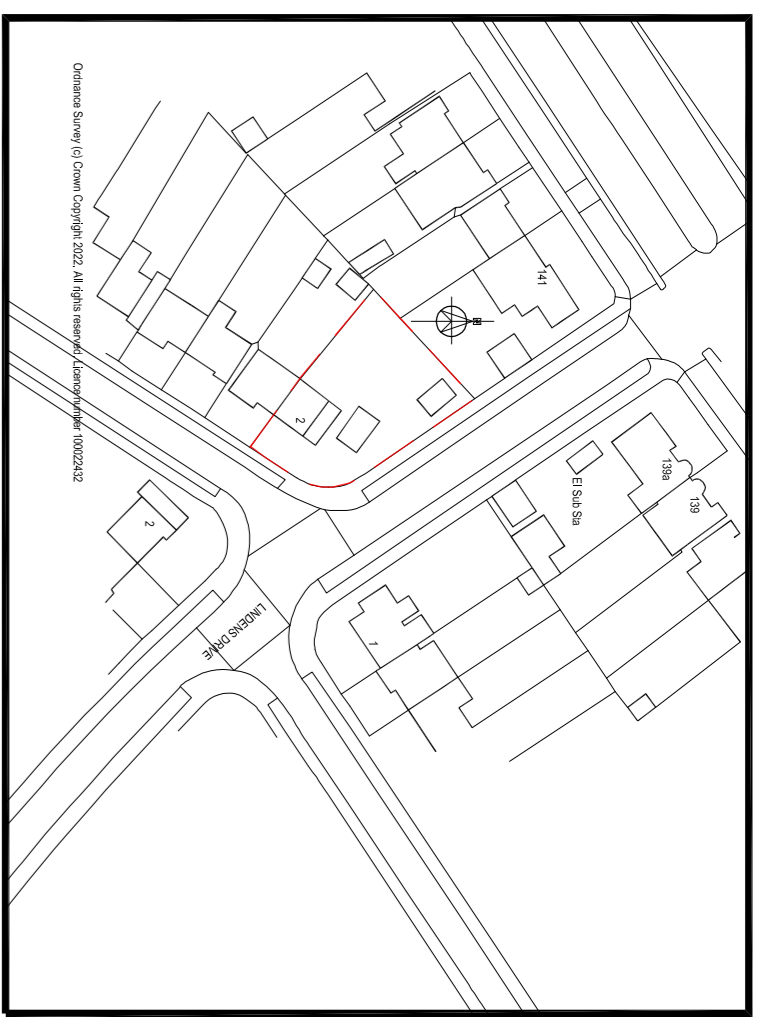 141
139
139a
El Sub Sta
2
1
2
LINDENS DRIVE
Ordnance Survey (c) Crown Copyright 2022. All rights reserved. Licence number 100022432